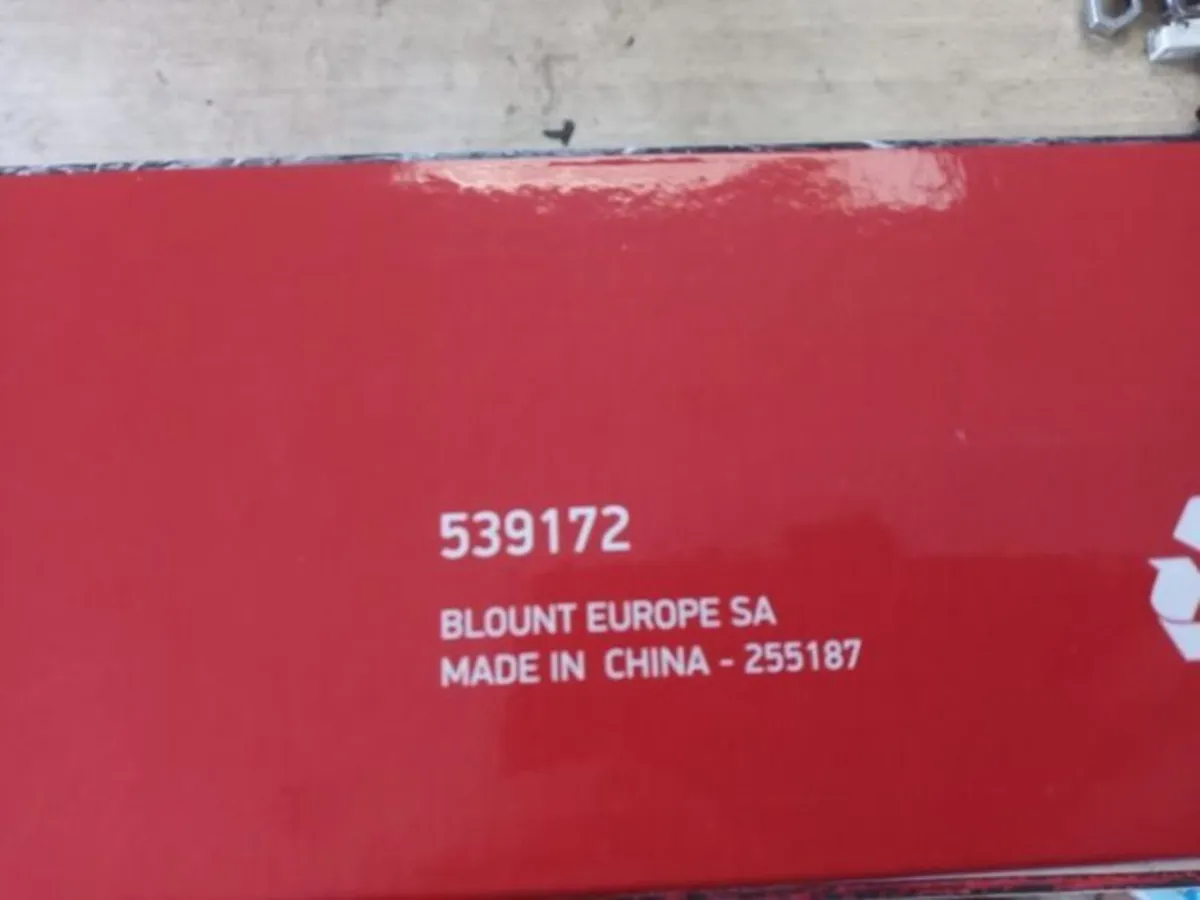 539172
BLOUNT EUROPE SA
MADE IN CHINA - 255187